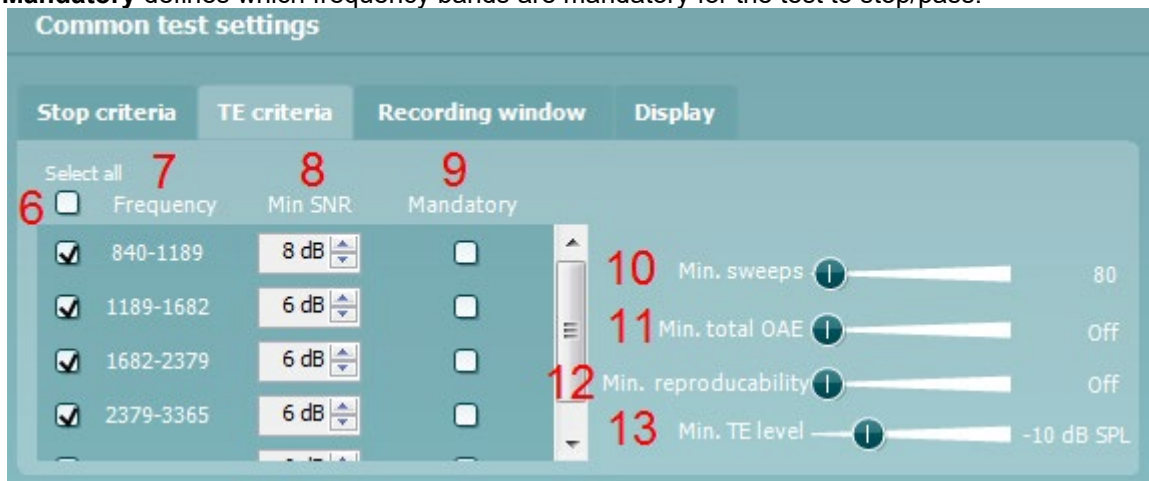 Mandatory defines which frequency bands are mandatory for the test to stop/pass.
Common test settings
Stop criteria TE criteria Recording window Display
Select all
7 8 9
6 Frequency Min SNR Mandatory
840-1189 8 dB
1189-1682 6 dB
1682-2379 6 dB
2379-3365 6 dB
10 Min. sweeps 80
11 Min. total OAE Off
12 Min. reproducability Off
13 Min. TE level -10 dB SPL